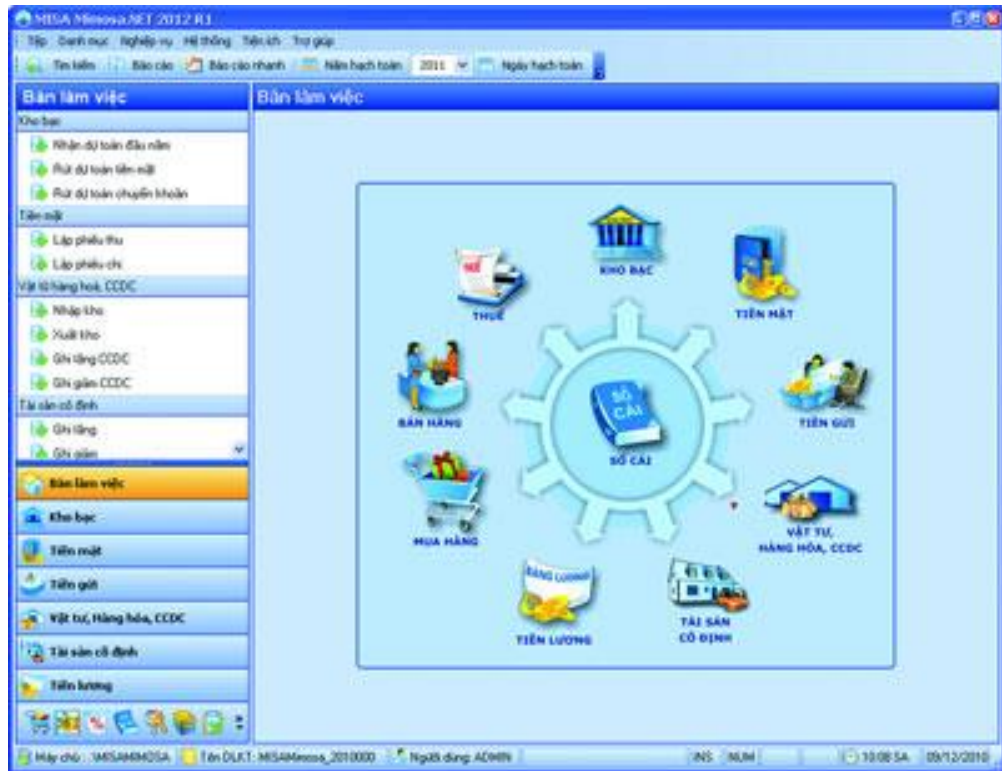 MISA Mimosa.NET 2012 R1
Tệp Danh mục Nghiệp vụ Hệ thống Tiện ích Trợ giúp
Tìm kiếm Báo cáo Báo cáo nhanh Năm hạch toán 2011 Ngày hạch toán
Bàn làm việc
Bàn làm việc
Kho bạc
Nhận dự toán đầu năm
Rút dự toán tiền mặt
Rút dự toán chuyển khoản
Tiền mặt
Lập phiếu thu
Lập phiếu chi
Vật tư hàng hoá, CCDC
Nhập kho
Xuất kho
Ghi tăng CCDC
Ghi giảm CCDC
Tài sản cố định
Ghi tăng
Ghi giảm
Bàn làm việc
Kho bạc
Tiền mặt
Tiền gửi
Vật tư, Hàng hóa, CCDC
Tài sản cố định
Tiền lương
KHO BẠC
TIỀN MẶT
TIỀN GỬI
VẬT TƯ,
HÀNG HÓA, CCDC
TÀI SẢN
CỐ ĐỊNH
BẢNG LƯƠNG
TIỀN LƯƠNG
MUA HÀNG
BÁN HÀNG
THUẾ
SỔ
CÁI
SỔ CÁI
Máy chủ : .\MISAMIMOSA Tên DLKT: MISAMimosa_2010000 Người dùng: ADMIN INS NUM 10:08 SA 09/12/2010